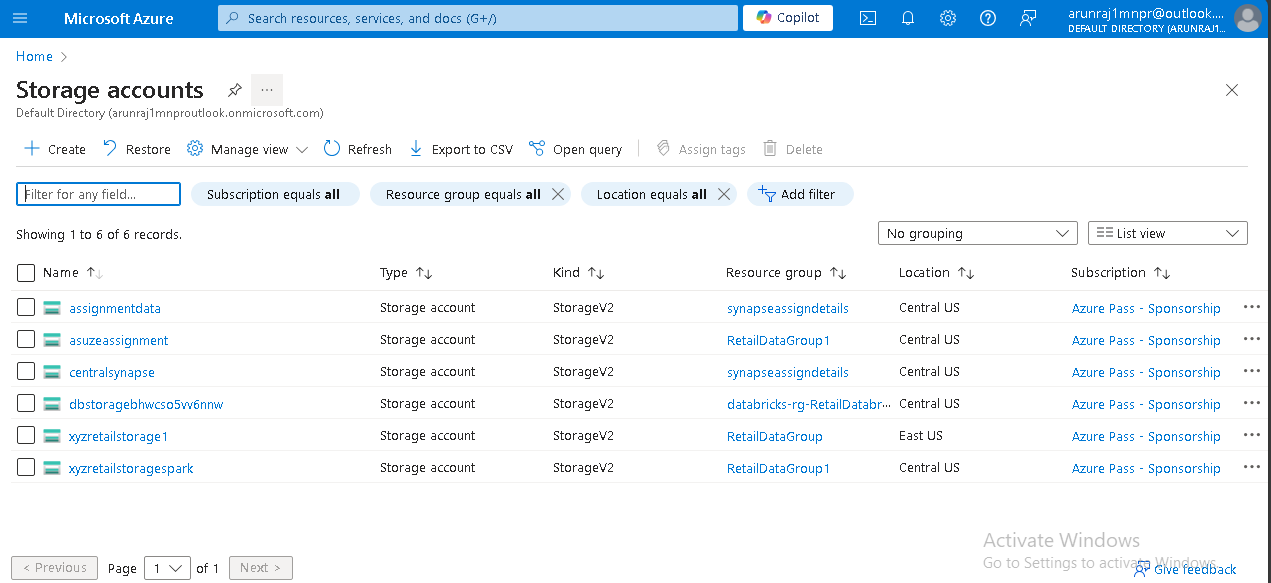 Microsoft Azure
Search resources, services, and docs (G+/)
Copilot
arunraj1mnpr@outlook....
DEFAULT DIRECTORY (ARUNRAJ1...
Home
Storage accounts
Default Directory (arunraj1mnproutlook.onmicrosoft.com)
Create Restore Manage view Refresh Export to CSV Open query Assign tags Delete
Filter for any field... Subscription equals all Resource group equals all Location equals all Add filter
Showing 1 to 6 of 6 records. No grouping List view
Name Type Kind Resource group Location Subscription
assignmentdata Storage account StorageV2 synapseassigndetails Central US Azure Pass - Sponsorship
asuzeassignment Storage account StorageV2 RetailDataGroup1 Central US Azure Pass - Sponsorship
centralsynapse Storage account StorageV2 synapseassigndetails Central US Azure Pass - Sponsorship
dbstoragebhwcso5vv6nnw Storage account StorageV2 databricks-rg-RetailDatabr... Central US Azure Pass - Sponsorship
xyzretailstorage1 Storage account StorageV2 RetailDataGroup East US Azure Pass - Sponsorship
xyzretailstoragespark Storage account StorageV2 RetailDataGroup1 Central US Azure Pass - Sponsorship
Activate Windows
Go to Settings to activate Windows.
< Previous Page 1 of 1 Next > Give feedback